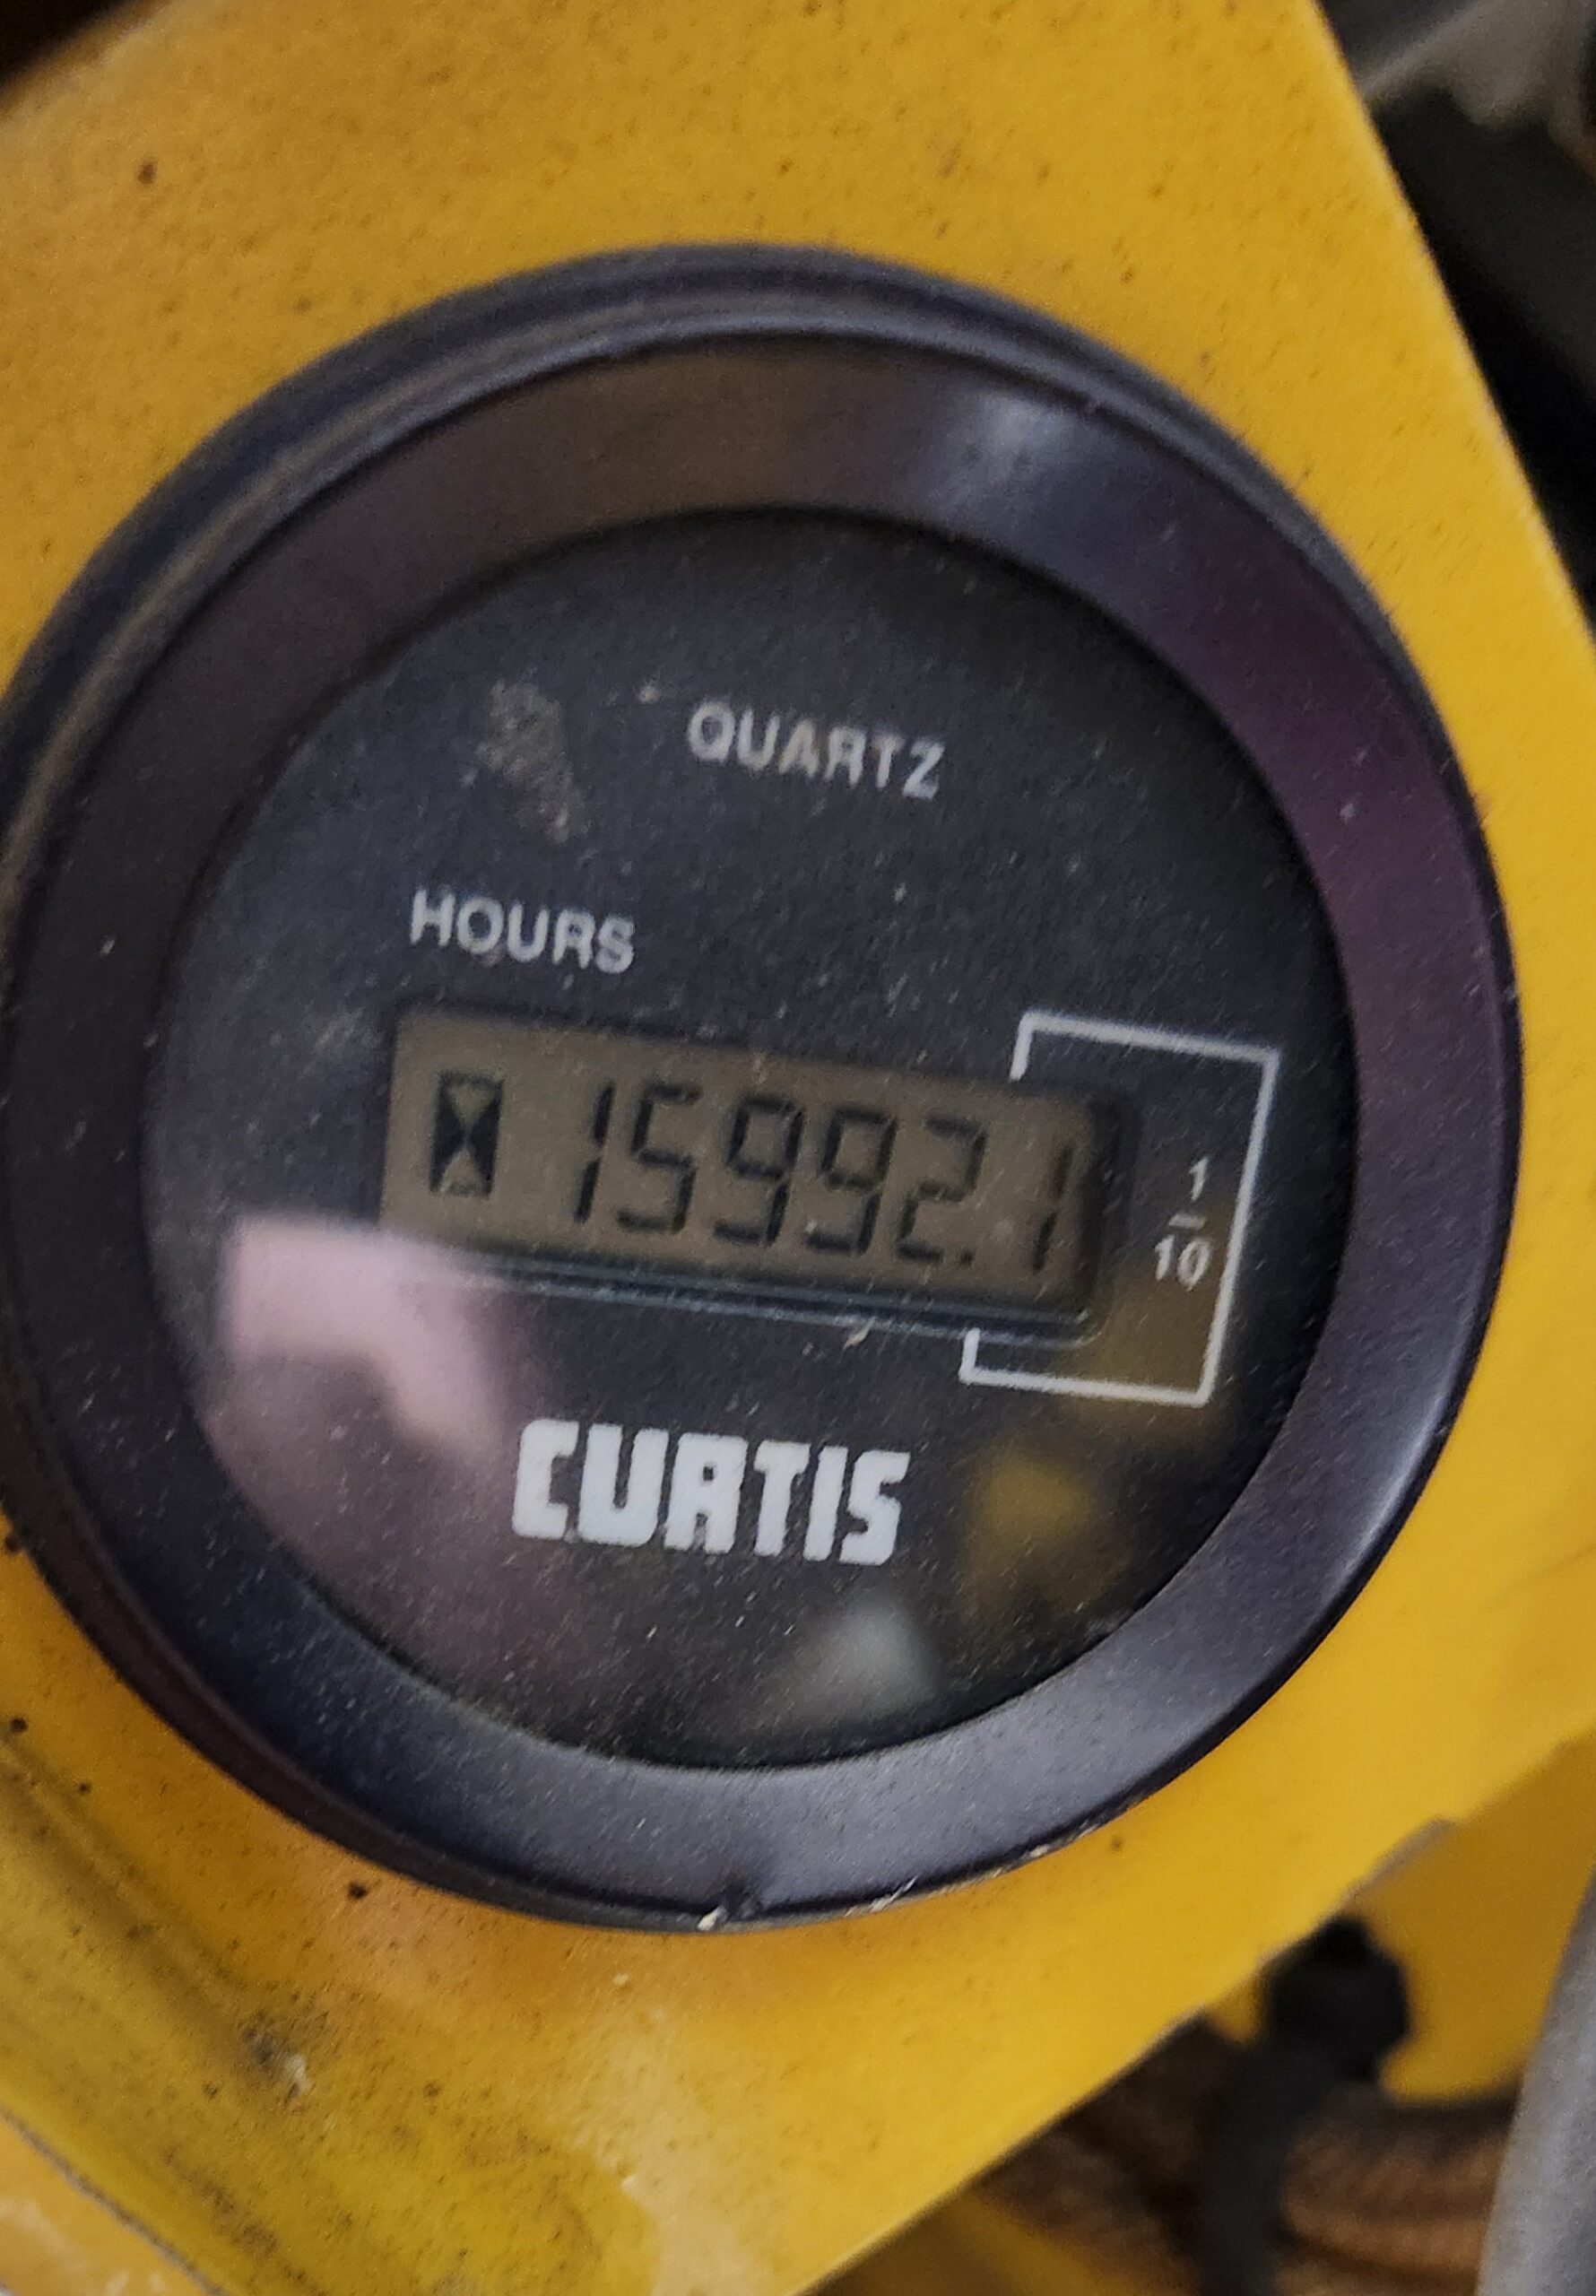 QUARTZ
HOURS
15992.1
1
10
CURTIS